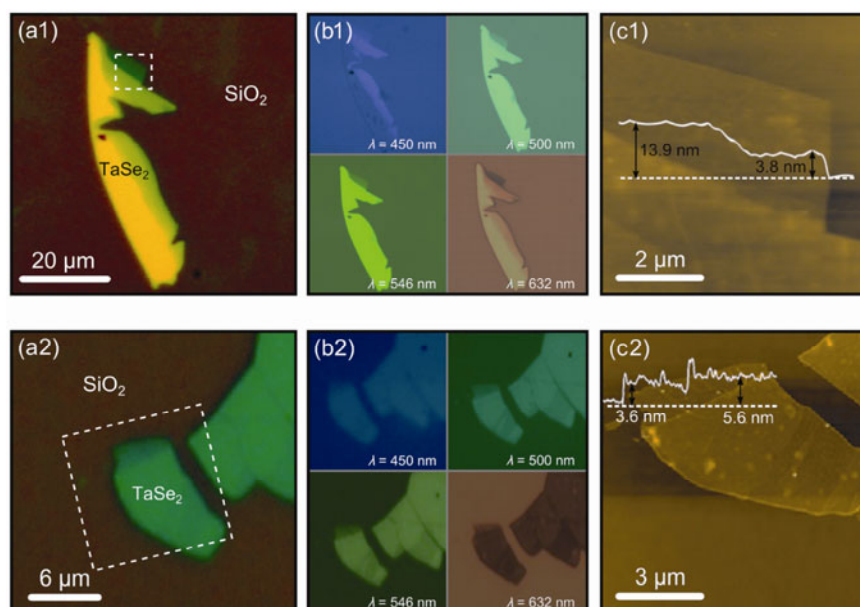 (a1)
SiO2
TaSe2
20 μm
(b1)
λ = 450 nm
λ = 500 nm
λ = 546 nm
λ = 632 nm
(c1)
13.9 nm
3.8 nm
2 μm
(a2)
SiO2
TaSe2
6 μm
(b2)
λ = 450 nm
λ = 500 nm
λ = 546 nm
λ = 632 nm
(c2)
3.6 nm
5.6 nm
3 μm